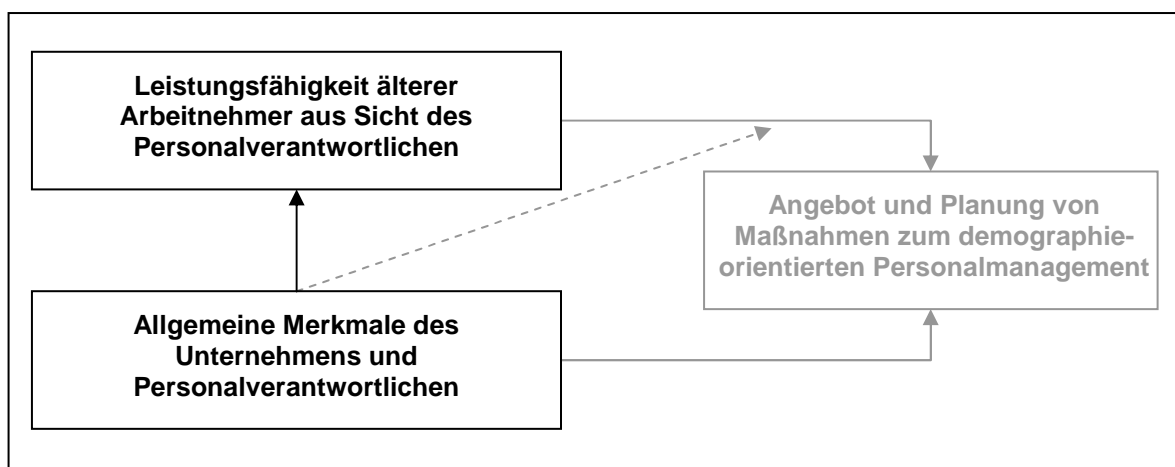 Leistungsfähigkeit älterer
Arbeitnehmer aus Sicht des
Personalverantwortlichen
Angebot und Planung von
Maßnahmen zum demographie-
orientierten Personalmanagement
Allgemeine Merkmale des
Unternehmens und
Personalverantwortlichen